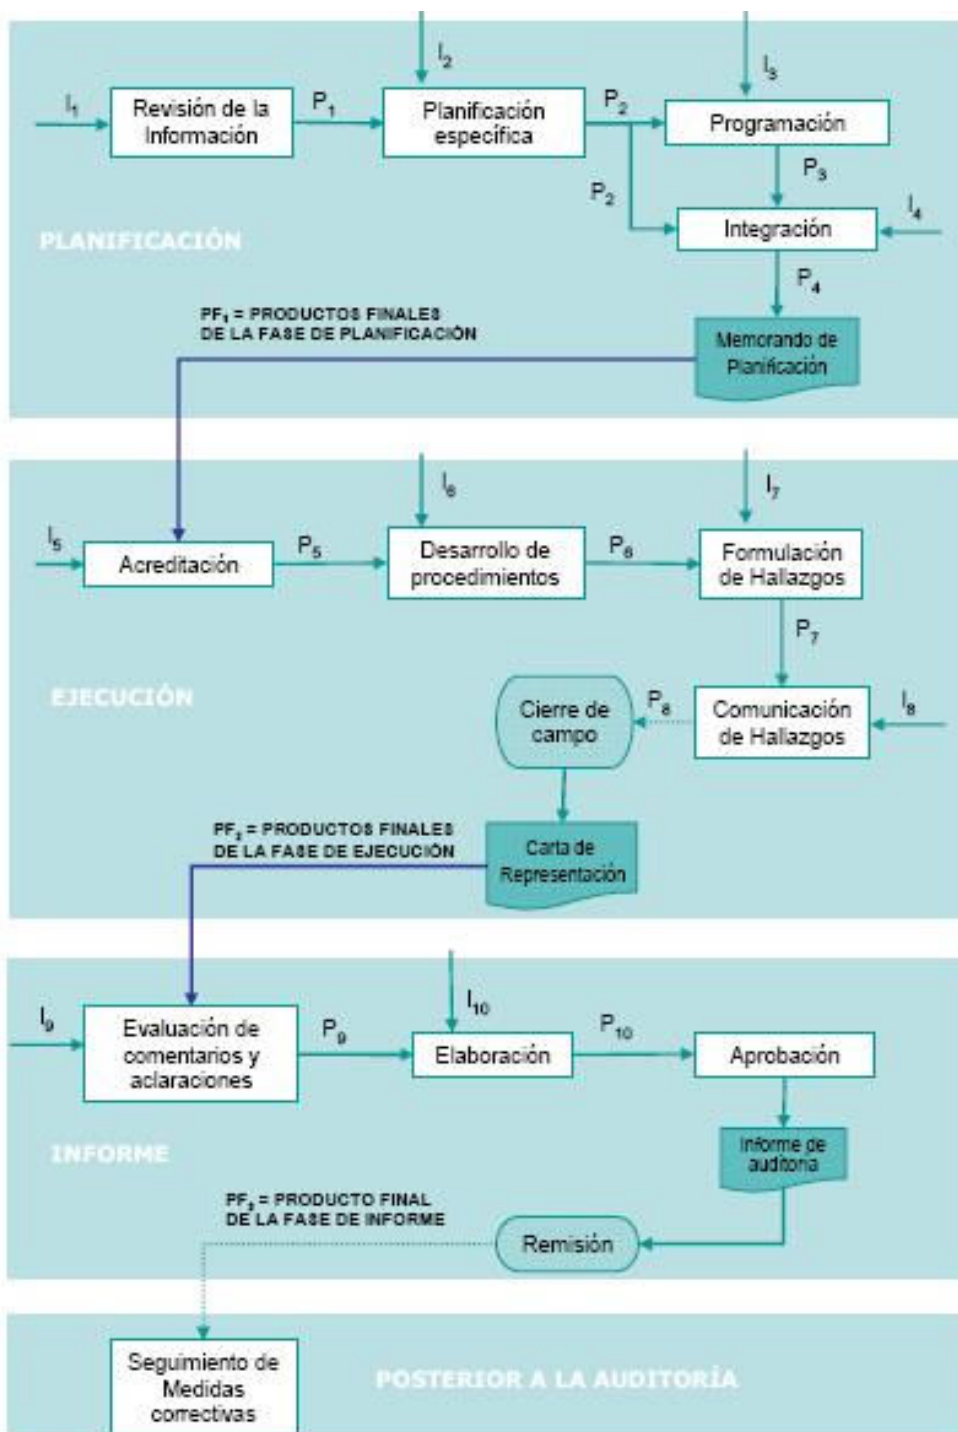 I₂
I₃
I₁
Revisión de la
Información
P₁
Planificación
específica
P₂
Programación
P₂
P₃
Integración
I₄
PLANIFICACIÓN
P₄
PF₁ = PRODUCTOS FINALES
DE LA FASE DE PLANIFICACIÓN
Memorando de
Planificación
I₆
I₇
I₅
Acreditación
P₅
Desarrollo de
procedimientos
P₆
Formulación
de Hallazgos
P₇
EJECUCIÓN
Cierre de
campo
P₈
Comunicación
de Hallazgos
I₈
PF₂ = PRODUCTOS FINALES
DE LA FASE DE EJECUCIÓN
Carta de
Representación
I₁₀
I₉
Evaluación de
comentarios y
aclaraciones
P₉
Elaboración
P₁₀
Aprobación
INFORME
Informe de
auditoria
PF₃ = PRODUCTO FINAL
DE LA FASE DE INFORME
Remisión
Seguimiento de
Medidas
correctivas
POSTERIOR A LA AUDITORÍA